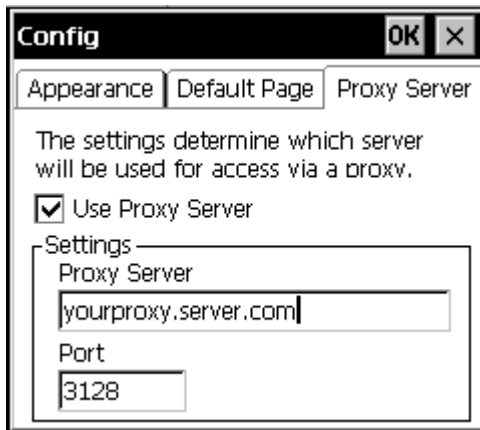 Config OK ×
Appearance Default Page Proxy Server
The settings determine which server
will be used for access via a proxy.
Use Proxy Server
Settings
Proxy Server
yourproxy.server.com
Port
3128